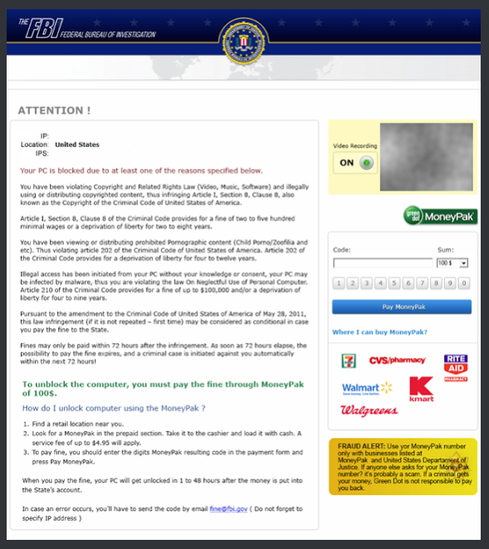 THE FBI FEDERAL BUREAU OF INVESTIGATION
ATTENTION !
IP:
Location: United States
IPS:
Your PC is blocked due to at least one of the reasons specified below.
You have been violating Copyright and Related Rights Law (Video, Music, Software) and illegally
using or distributing copyrighted content, thus infringing Article I, Section 8, Clause 8, also
known as the Copyright of the Criminal Code of United States of America.
Article I, Section 8, Clause 8 of the Criminal Code provides for a fine of two to five hundred
minimal wages or a deprivation of liberty for two to eight years.
You have been viewing or distributing prohibited Pornographic content (Child Porno/Zoofilia and
etc). Thus violating article 202 of the Criminal Code of United States of America. Article 202 of
the Criminal Code provides for a deprivation of liberty for four to twelve years.
Illegal access has been initiated from your PC without your knowledge or consent, your PC may
be infected by malware, thus you are violating the law On Neglectful Use of Personal Computer.
Article 210 of the Criminal Code provides for a fine of up to $100,000 and/or a deprivation of
liberty for four to nine years.
Pursuant to the amendment to the Criminal Code of United States of America of May 28, 2011,
this law infringement (if it is not repeated - first time) may be considered as conditional in case
you pay the fine to the State.
Fines may only be paid within 72 hours after the infringement. As soon as 72 hours elapse, the
possibility to pay the fine expires, and a criminal case is initiated against you automatically
within the next 72 hours!
To unblock the computer, you must pay the fine through MoneyPak
of 100$.
How do I unlock computer using the MoneyPak ?
1. Find a retail location near you.
2. Look for a MoneyPak in the prepaid section. Take it to the cashier and load it with cash. A
service fee of up to $4.95 will apply.
3. To pay fine, you should enter the digits MoneyPak resulting code in the payment form and
press Pay MoneyPak.
When you pay the fine, your PC will get unlocked in 1 to 48 hours after the money is put into
the State's account.
In case an error occurs, you'll have to send the code by email fine@fbi.gov ( Do not forget to
specify IP address )
Video Recording
ON
green dot MoneyPak
Code: Sum:
100 $
1 2 3 4 5 6 7 8 9 0
Pay MoneyPak
Where I can buy MoneyPak?
7 ELEVEN CVS/pharmacy RITE AID PHARMACY
Walmart K kmart
Save money. Live better.
Walgreens
FRAUD ALERT: Use your MoneyPak number
only with businesses listed at
MoneyPak and United States Departament of
Justice. If anyone else asks for your MoneyPak
number? it's probably a scam. If a criminal gets
your money, Green Dot is not responsible to pay
you back.